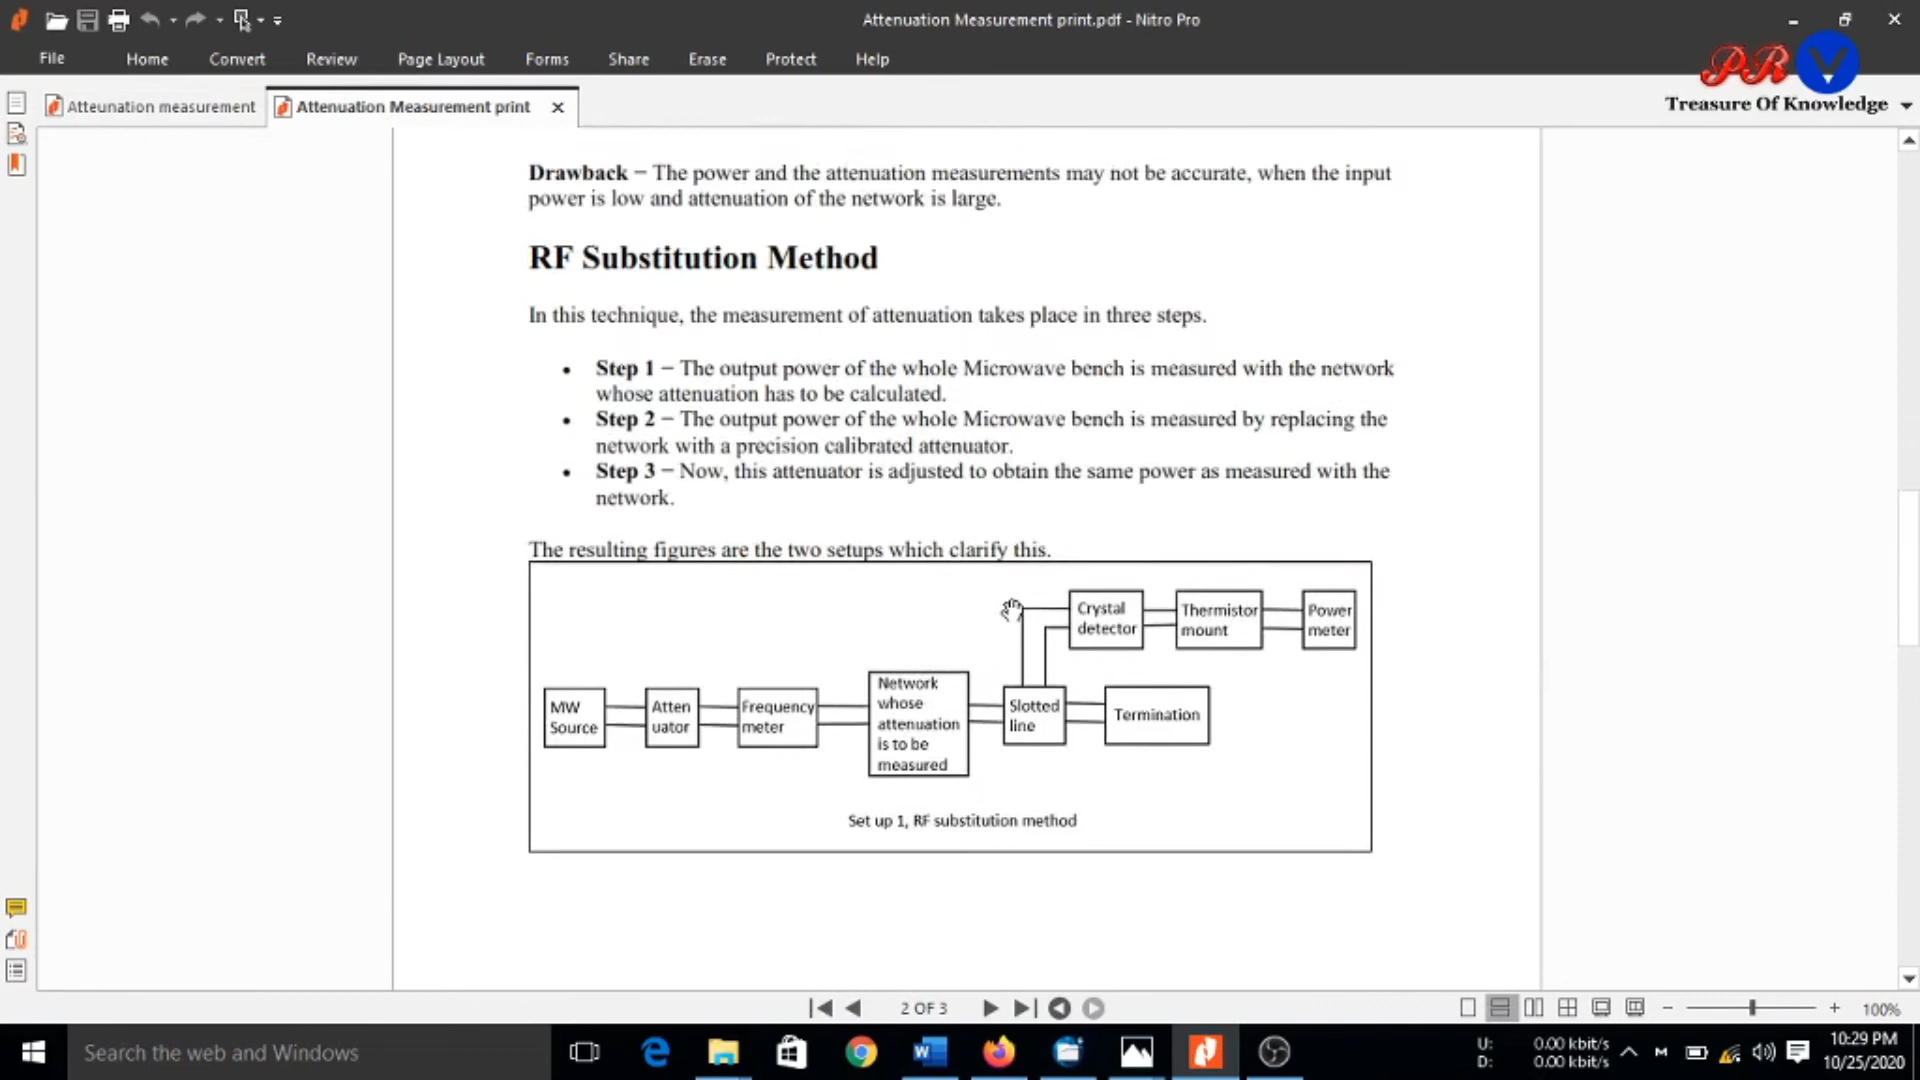 Attenuation Measurement print.pdf - Nitro Pro
File Home Convert Review Page Layout Forms Share Erase Protect Help
PR V
Treasure Of Knowledge
Atteunation measurement
Attenuation Measurement print
Drawback − The power and the attenuation measurements may not be accurate, when the input
power is low and attenuation of the network is large.
RF Substitution Method
In this technique, the measurement of attenuation takes place in three steps.
• Step 1 − The output power of the whole Microwave bench is measured with the network
whose attenuation has to be calculated.
• Step 2 − The output power of the whole Microwave bench is measured by replacing the
network with a precision calibrated attenuator.
• Step 3 − Now, this attenuator is adjusted to obtain the same power as measured with the
network.
The resulting figures are the two setups which clarify this.
Crystal
detector
Thermistor
mount
Power
meter
MW
Source
Atten
uator
Frequency
meter
Network
whose
attenuation
is to be
measured
Slotted
line
Termination
Set up 1, RF substitution method
2 OF 3
100%
Search the web and Windows
U: 0.00 kbit/s
D: 0.00 kbit/s
10:29 PM
10/25/2020